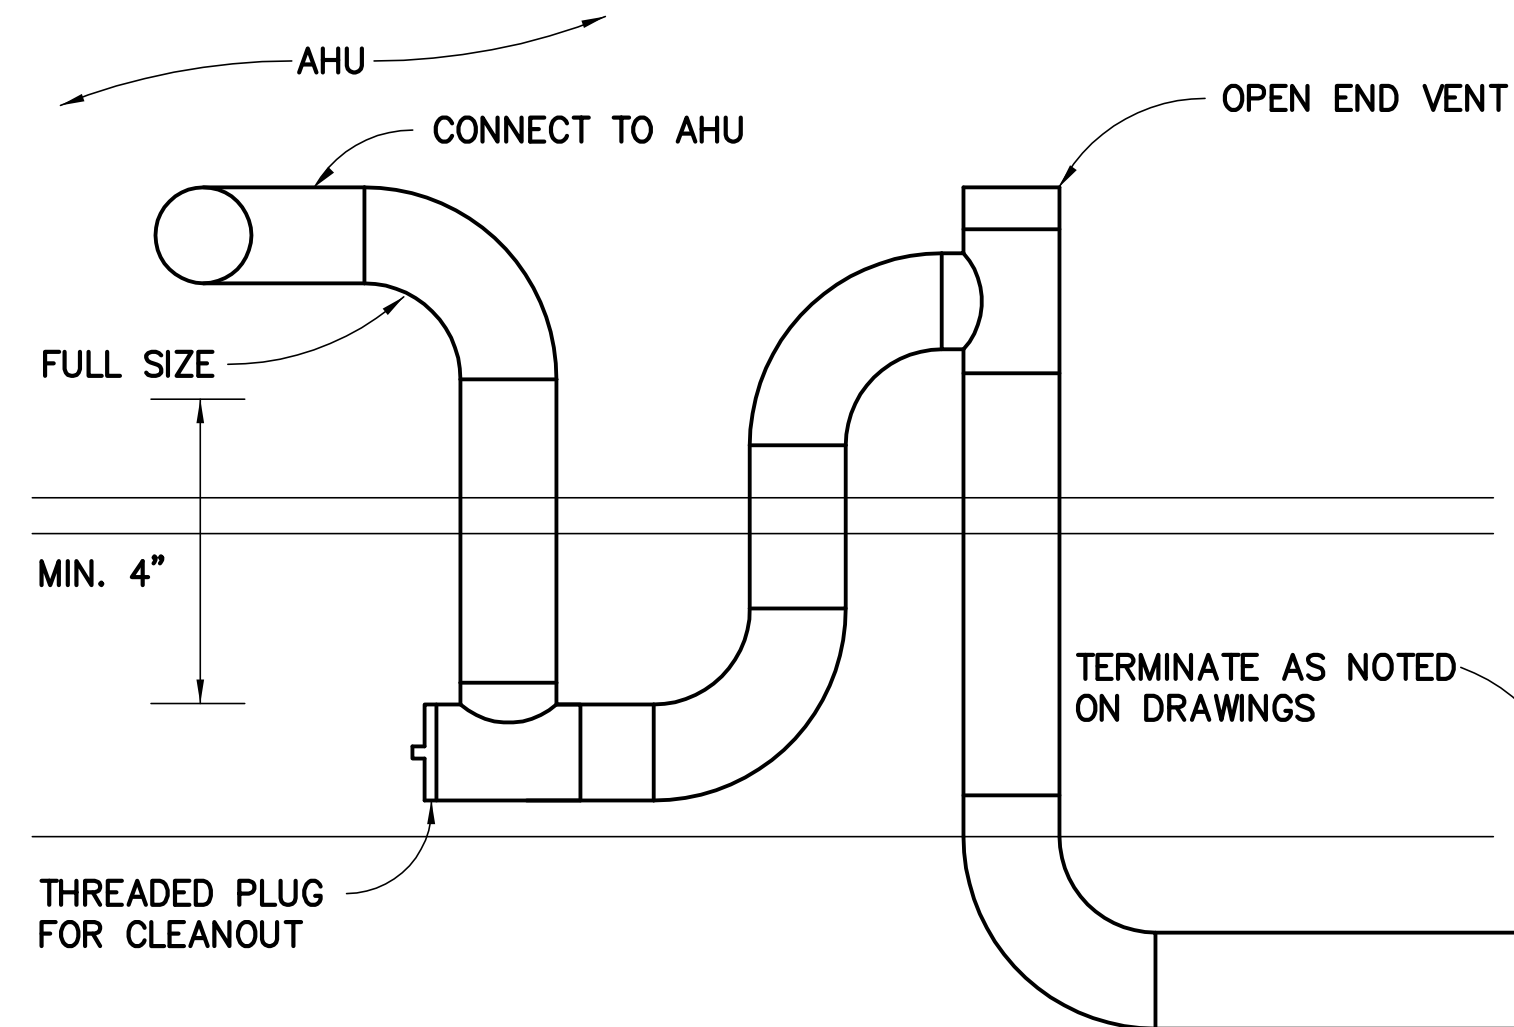 AHU
CONNECT TO AHU
OPEN END VENT
FULL SIZE
MIN. 4”
TERMINATE AS NOTED
ON DRAWINGS
THREADED PLUG
FOR CLEANOUT